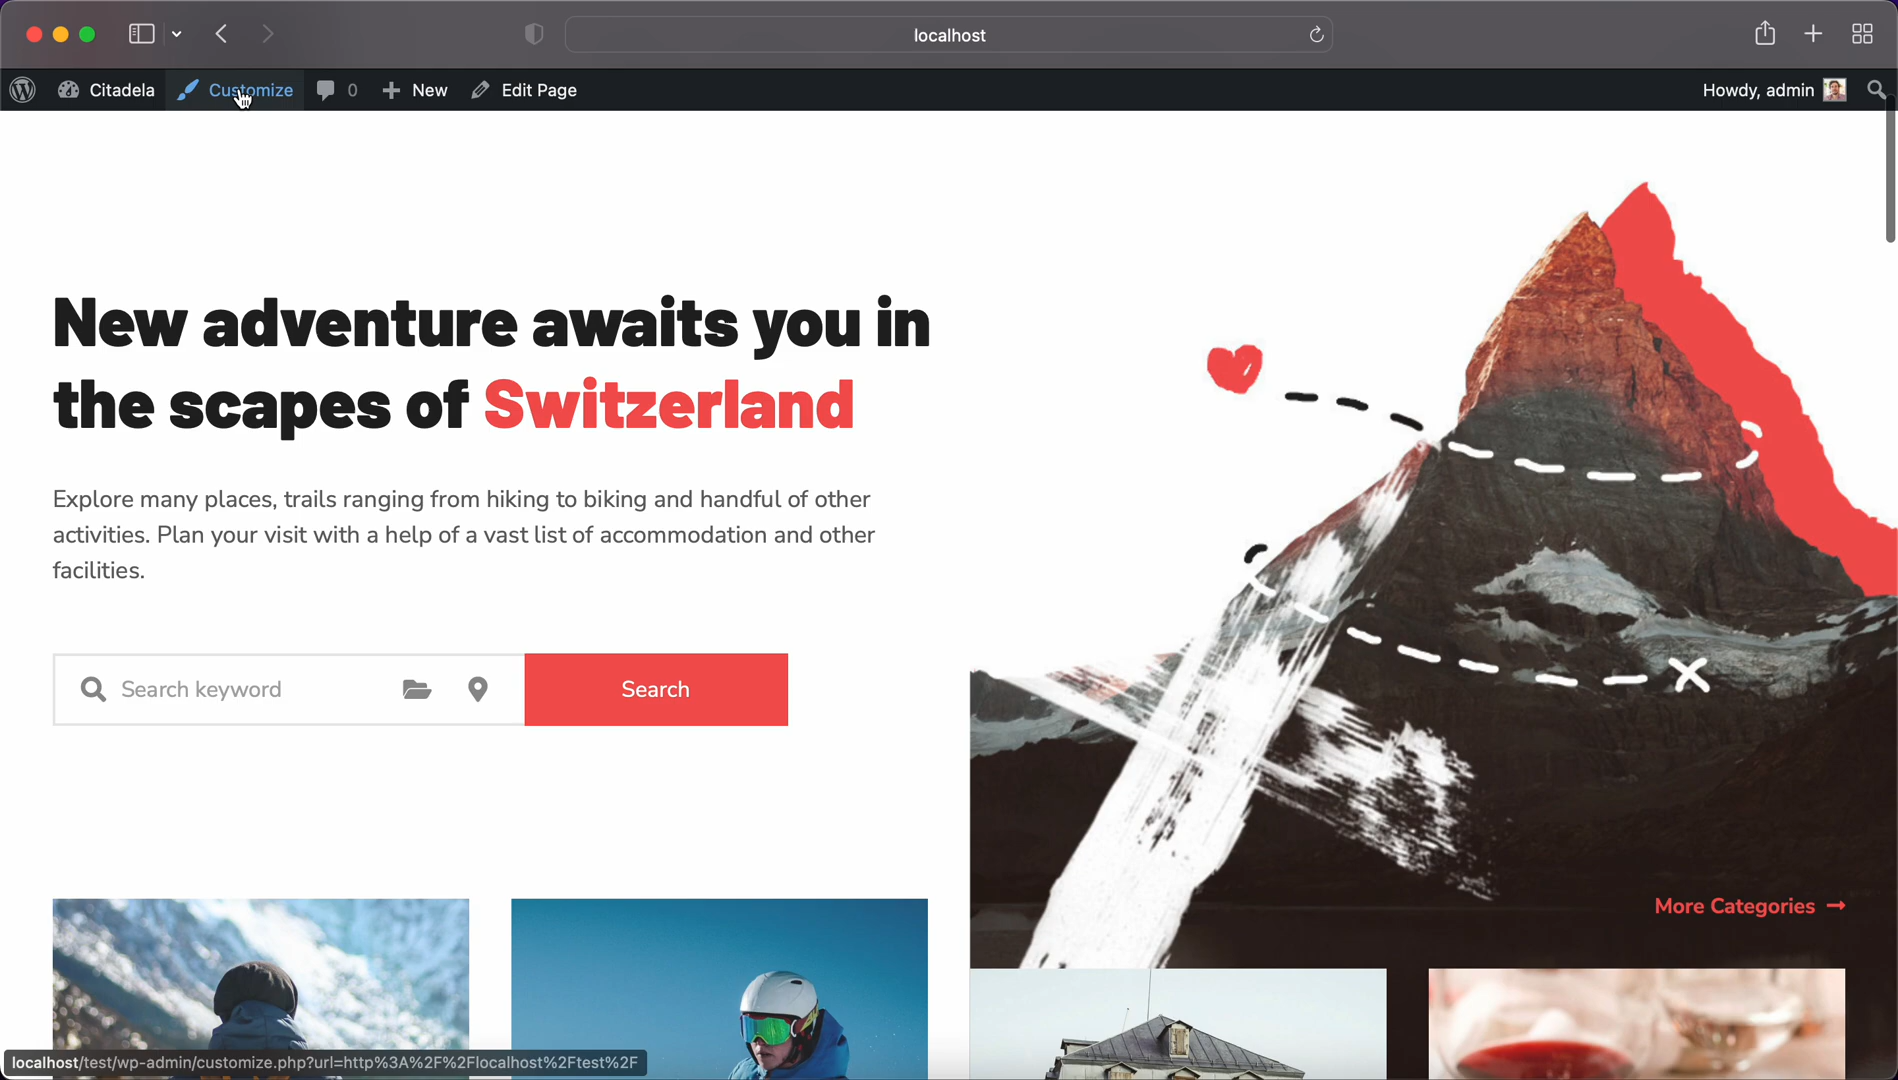 localhost
Citadela
Customize
0
New
Edit Page
Howdy, admin
New adventure awaits you in
the scapes of Switzerland
Explore many places, trails ranging from hiking to biking and handful of other
activities. Plan your visit with a help of a vast list of accommodation and other
facilities.
Search keyword
Search
More Categories →
localhost/test/wp-admin/customize.php?url=http%3A%2F%2Flocalhost%2Ftest%2F